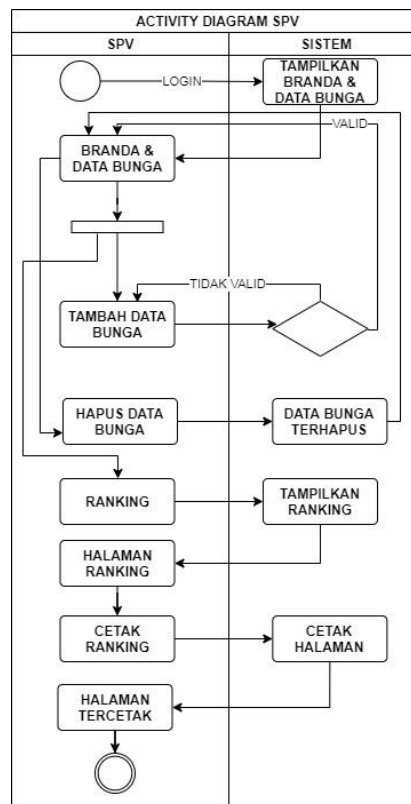 ACTIVITY DIAGRAM SPV
SPV
SISTEM
LOGIN
TAMPILKAN
BRANDA &
DATA BUNGA
VALID
BRANDA &
DATA BUNGA
TIDAK VALID
TAMBAH DATA
BUNGA
HAPUS DATA
BUNGA
DATA BUNGA
TERHAPUS
RANKING
TAMPILKAN
RANKING
HALAMAN
RANKING
CETAK
RANKING
CETAK
HALAMAN
HALAMAN
TERCETAK